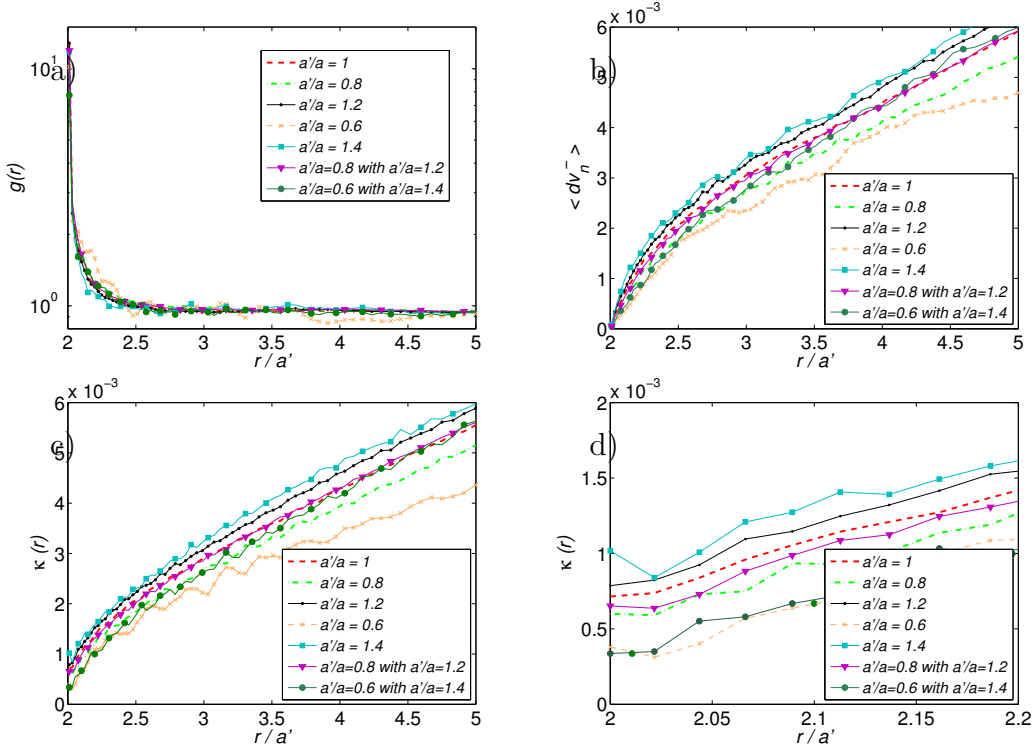 a)
g(r)
10¹
10⁰
2 2.5 3 3.5 4 4.5 5
r / a'
a'/a = 1
a'/a = 0.8
a'/a = 1.2
a'/a = 0.6
a'/a = 1.4
a'/a=0.8 with a'/a=1.2
a'/a=0.6 with a'/a=1.4
b)
x 10⁻³
< dvₙ⁻ >
6
5
4
3
2
1
0
2 2.5 3 3.5 4 4.5 5
r / a'
a'/a = 1
a'/a = 0.8
a'/a = 1.2
a'/a = 0.6
a'/a = 1.4
a'/a=0.8 with a'/a=1.2
a'/a=0.6 with a'/a=1.4
c)
x 10⁻³
κ (r)
6
5
4
3
2
1
0
2 2.5 3 3.5 4 4.5 5
r / a'
a'/a = 1
a'/a = 0.8
a'/a = 1.2
a'/a = 0.6
a'/a = 1.4
a'/a=0.8 with a'/a=1.2
a'/a=0.6 with a'/a=1.4
d)
x 10⁻³
κ (r)
2
1.5
1
0.5
0
2 2.05 2.1 2.15 2.2
r / a'
a'/a = 1
a'/a = 0.8
a'/a = 1.2
a'/a = 0.6
a'/a = 1.4
a'/a=0.8 with a'/a=1.2
a'/a=0.6 with a'/a=1.4